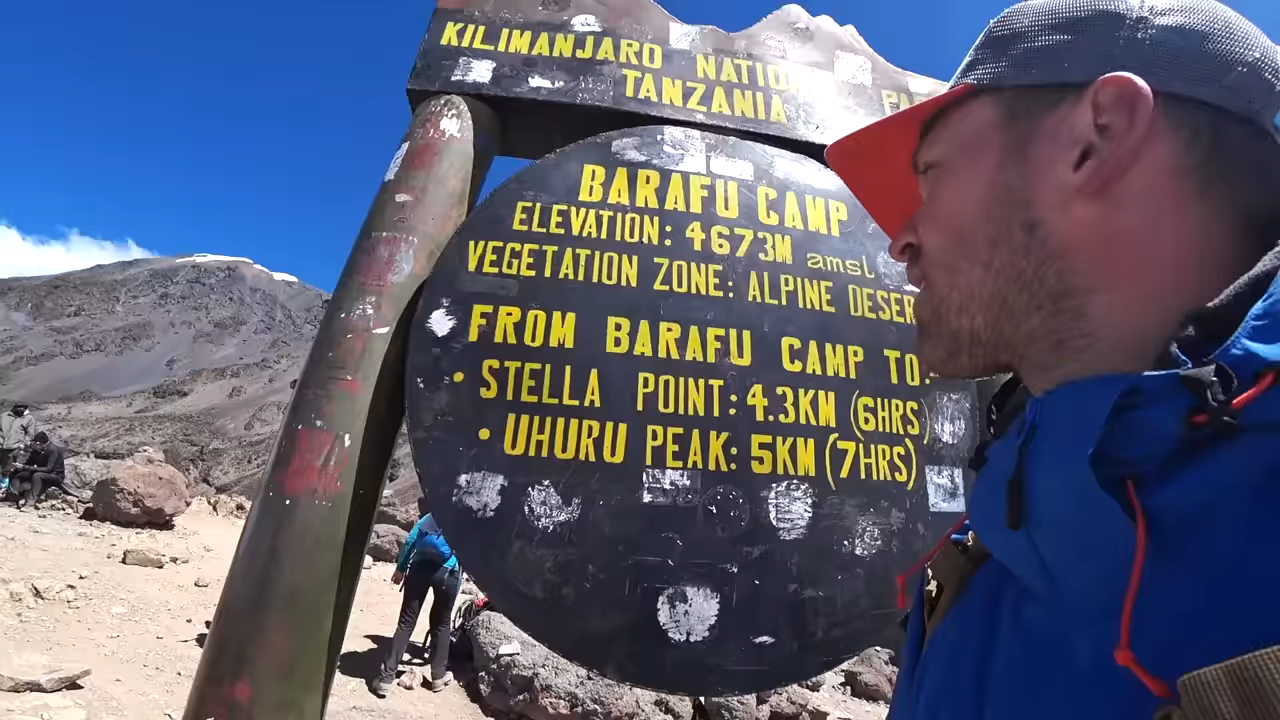 KILIMANJARO NATIO PA
TANZANIA
BARAFU CAMP
ELEVATION: 4673M amsl
VEGETATION ZONE: ALPINE DESER
FROM BARAFU CAMP TO:
• STELLA POINT: 4.3KM (6HRS)
• UHURU PEAK: 5KM (7HRS)